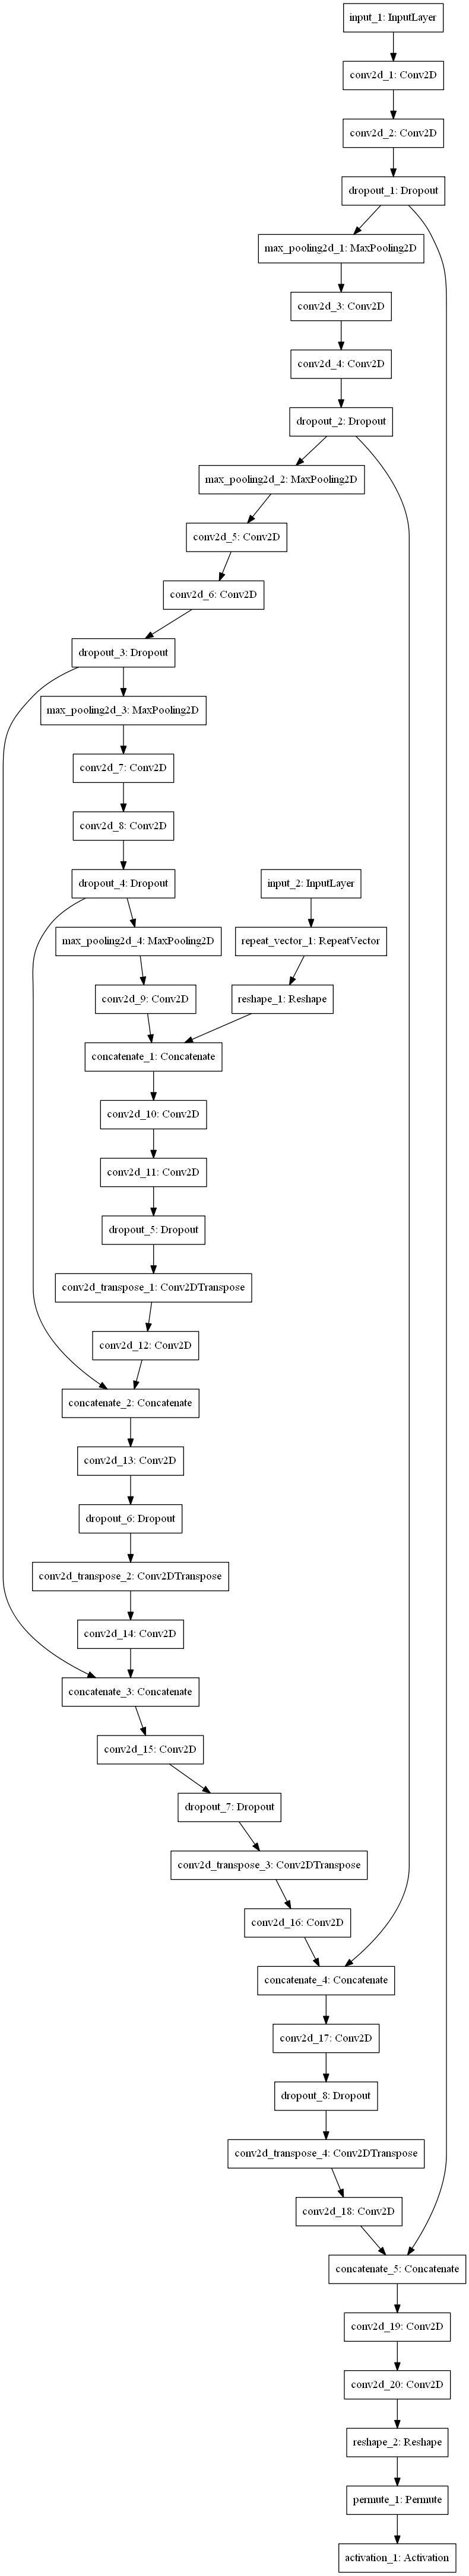 input_1: InputLayer
conv2d_1: Conv2D
conv2d_2: Conv2D
dropout_1: Dropout
max_pooling2d_1: MaxPooling2D
conv2d_3: Conv2D
conv2d_4: Conv2D
dropout_2: Dropout
max_pooling2d_2: MaxPooling2D
conv2d_5: Conv2D
conv2d_6: Conv2D
dropout_3: Dropout
max_pooling2d_3: MaxPooling2D
conv2d_7: Conv2D
conv2d_8: Conv2D
dropout_4: Dropout
input_2: InputLayer
max_pooling2d_4: MaxPooling2D
repeat_vector_1: RepeatVector
conv2d_9: Conv2D
reshape_1: Reshape
concatenate_1: Concatenate
conv2d_10: Conv2D
conv2d_11: Conv2D
dropout_5: Dropout
conv2d_transpose_1: Conv2DTranspose
conv2d_12: Conv2D
concatenate_2: Concatenate
conv2d_13: Conv2D
dropout_6: Dropout
conv2d_transpose_2: Conv2DTranspose
conv2d_14: Conv2D
concatenate_3: Concatenate
conv2d_15: Conv2D
dropout_7: Dropout
conv2d_transpose_3: Conv2DTranspose
conv2d_16: Conv2D
concatenate_4: Concatenate
conv2d_17: Conv2D
dropout_8: Dropout
conv2d_transpose_4: Conv2DTranspose
conv2d_18: Conv2D
concatenate_5: Concatenate
conv2d_19: Conv2D
conv2d_20: Conv2D
reshape_2: Reshape
permute_1: Permute
activation_1: Activation